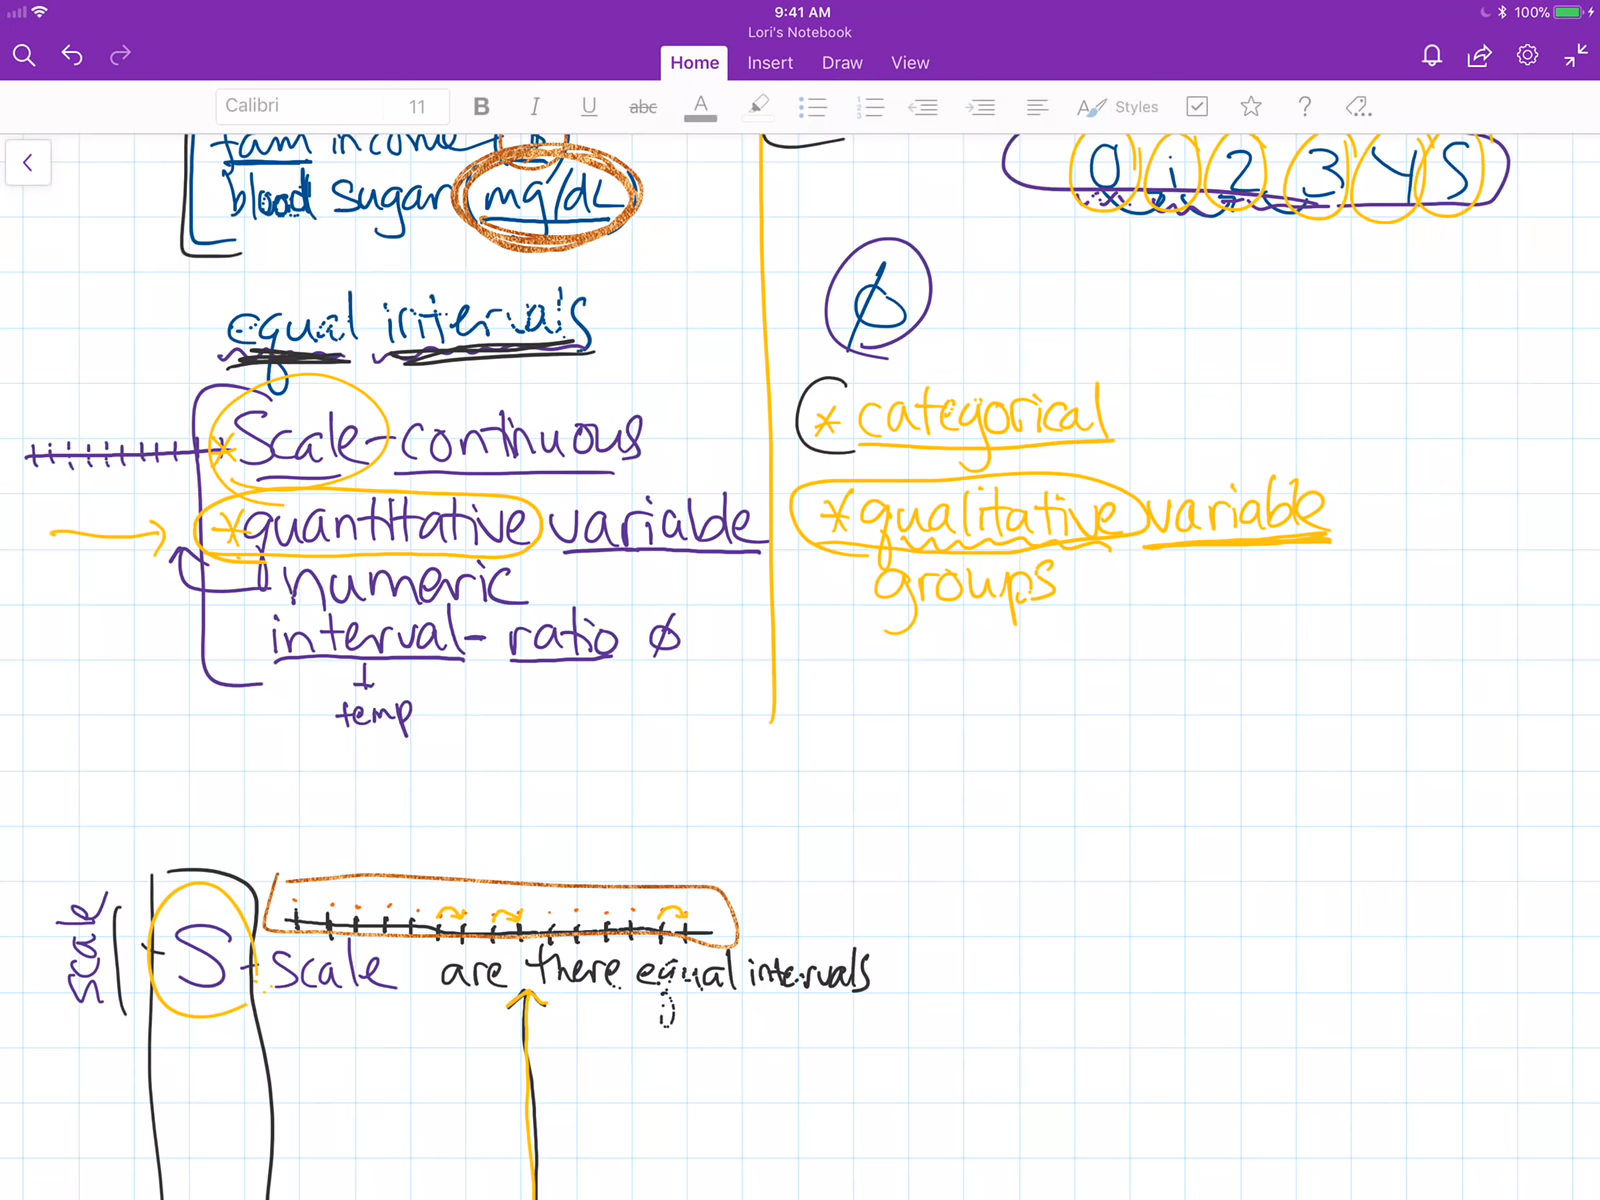 9:41 AM
100%
Lori's Notebook
Home Insert Draw View
Calibri 11 B I U abc A Styles
fam income
blood sugar (mg/dL)
0 1 2 3 4 5
equal intervals
Ø
*Scale-continuous
*quantitative variable
numeric
interval- ratio Ø
temp
*categorical
*qualitative variable
groups
scale
S - scale are there equal intervals